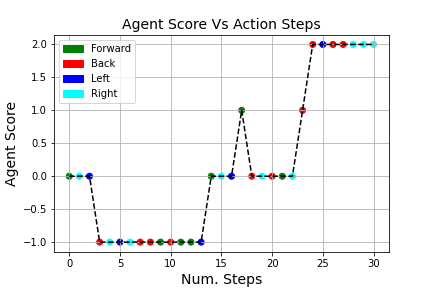 Agent Score Vs Action Steps
Agent Score
2.0
1.5
1.0
0.5
0.0
−0.5
−1.0
Forward
Back
Left
Right
0 5 10 15 20 25 30
Num. Steps